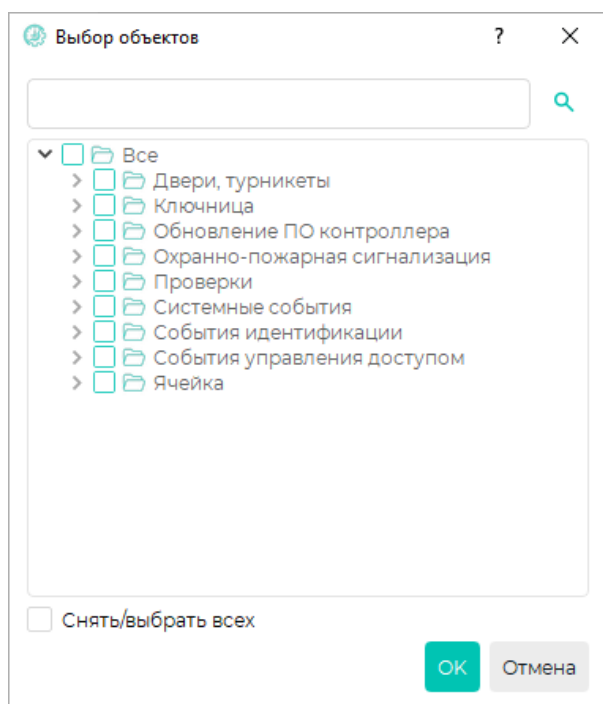 Выбор объектов ?
Все
Двери, турникеты
Ключница
Обновление ПО контроллера
Охранно-пожарная сигнализация
Проверки
Системные события
События идентификации
События управления доступом
Ячейка
Снять/выбрать всех
OK Отмена